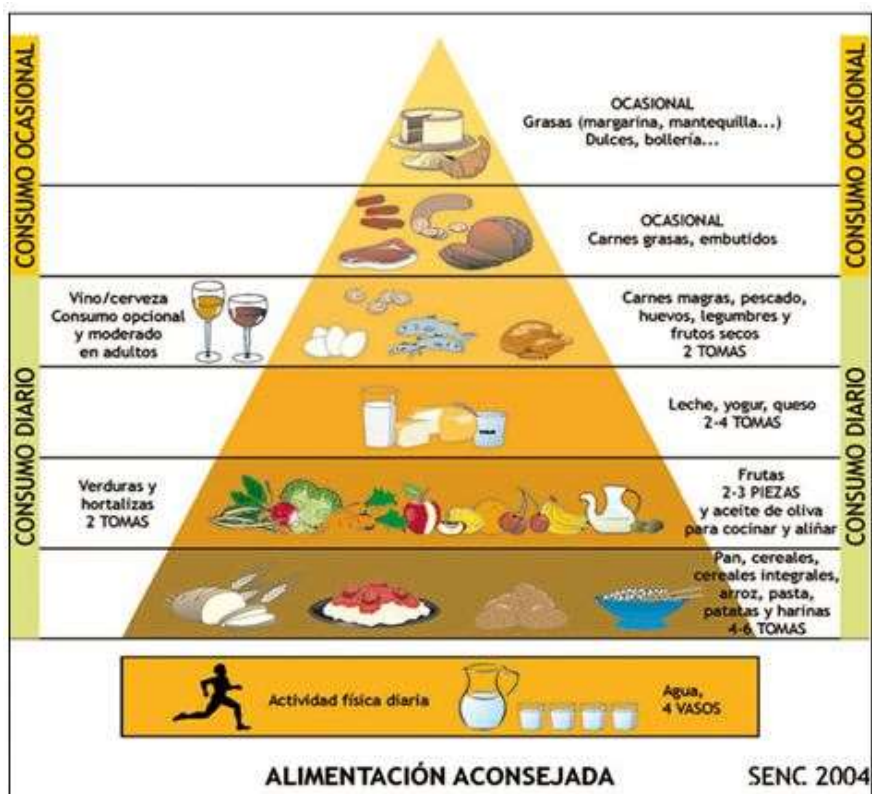 CONSUMO OCASIONAL
CONSUMO OCASIONAL
OCASIONAL
Grasas (margarina, mantequilla...)
Dulces, bollería...
OCASIONAL
Carnes grasas, embutidos
CONSUMO DIARIO
CONSUMO DIARIO
Vino/cerveza
Consumo opcional
y moderado
en adultos
Carnes magras, pescado,
huevos, legumbres y
frutos secos
2 TOMAS
Leche, yogur, queso
2-4 TOMAS
Verduras y
hortalizas
2 TOMAS
Frutas
2-3 PIEZAS
y aceite de oliva
para cocinar y aliñar
Pan, cereales,
cereales integrales,
arroz, pasta,
patatas y harinas
4-6 TOMAS
Actividad física diaria
Agua,
4 VASOS
ALIMENTACIÓN ACONSEJADA
SENC 2004